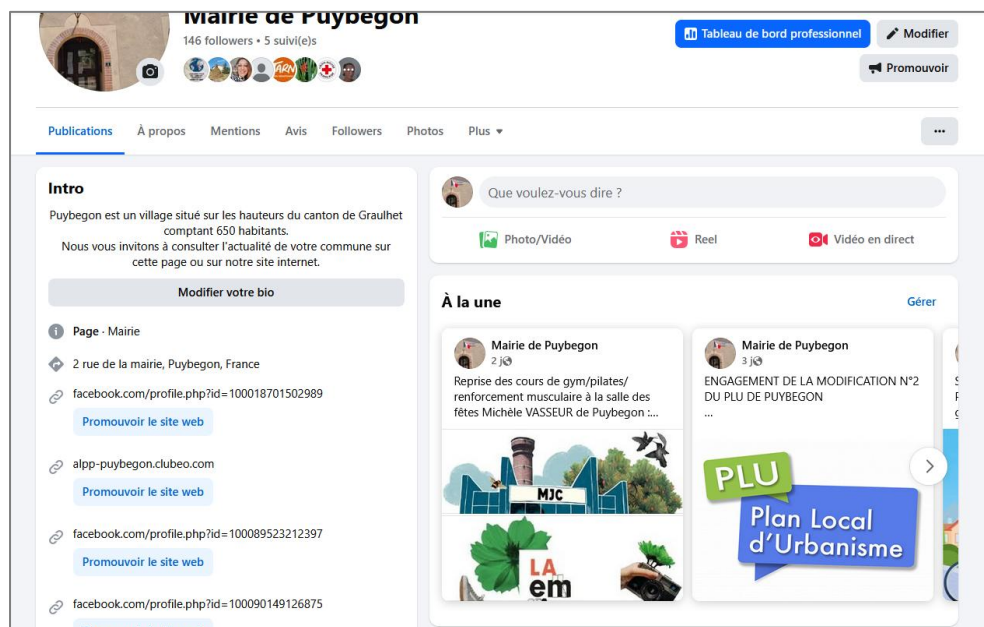 Mairie de Puybegon
146 followers • 5 suivi(e)s
TARN
Tableau de bord professionnel
Modifier
Promouvoir
Publications
À propos
Mentions
Avis
Followers
Photos
Plus
Intro
Puybegon est un village situé sur les hauteurs du canton de Graulhet
comptant 650 habitants.
Nous vous invitons à consulter l'actualité de votre commune sur
cette page ou sur notre site internet.
Modifier votre bio
Page · Mairie
2 rue de la mairie, Puybegon, France
facebook.com/profile.php?id=100018701502989
Promouvoir le site web
alpp-puybegon.clubeo.com
Promouvoir le site web
facebook.com/profile.php?id=100089523212397
Promouvoir le site web
facebook.com/profile.php?id=100090149126875
Que voulez-vous dire ?
Photo/Vidéo
Reel
Vidéo en direct
À la une
Gérer
Mairie de Puybegon
2 j
Reprise des cours de gym/pilates/
renforcement musculaire à la salle des
fêtes Michèle VASSEUR de Puybegon :...
MJC
LA
em
Mairie de Puybegon
3 j
ENGAGEMENT DE LA MODIFICATION N°2
DU PLU DE PUYBEGON
...
PLU
Plan Local
d'Urbanisme